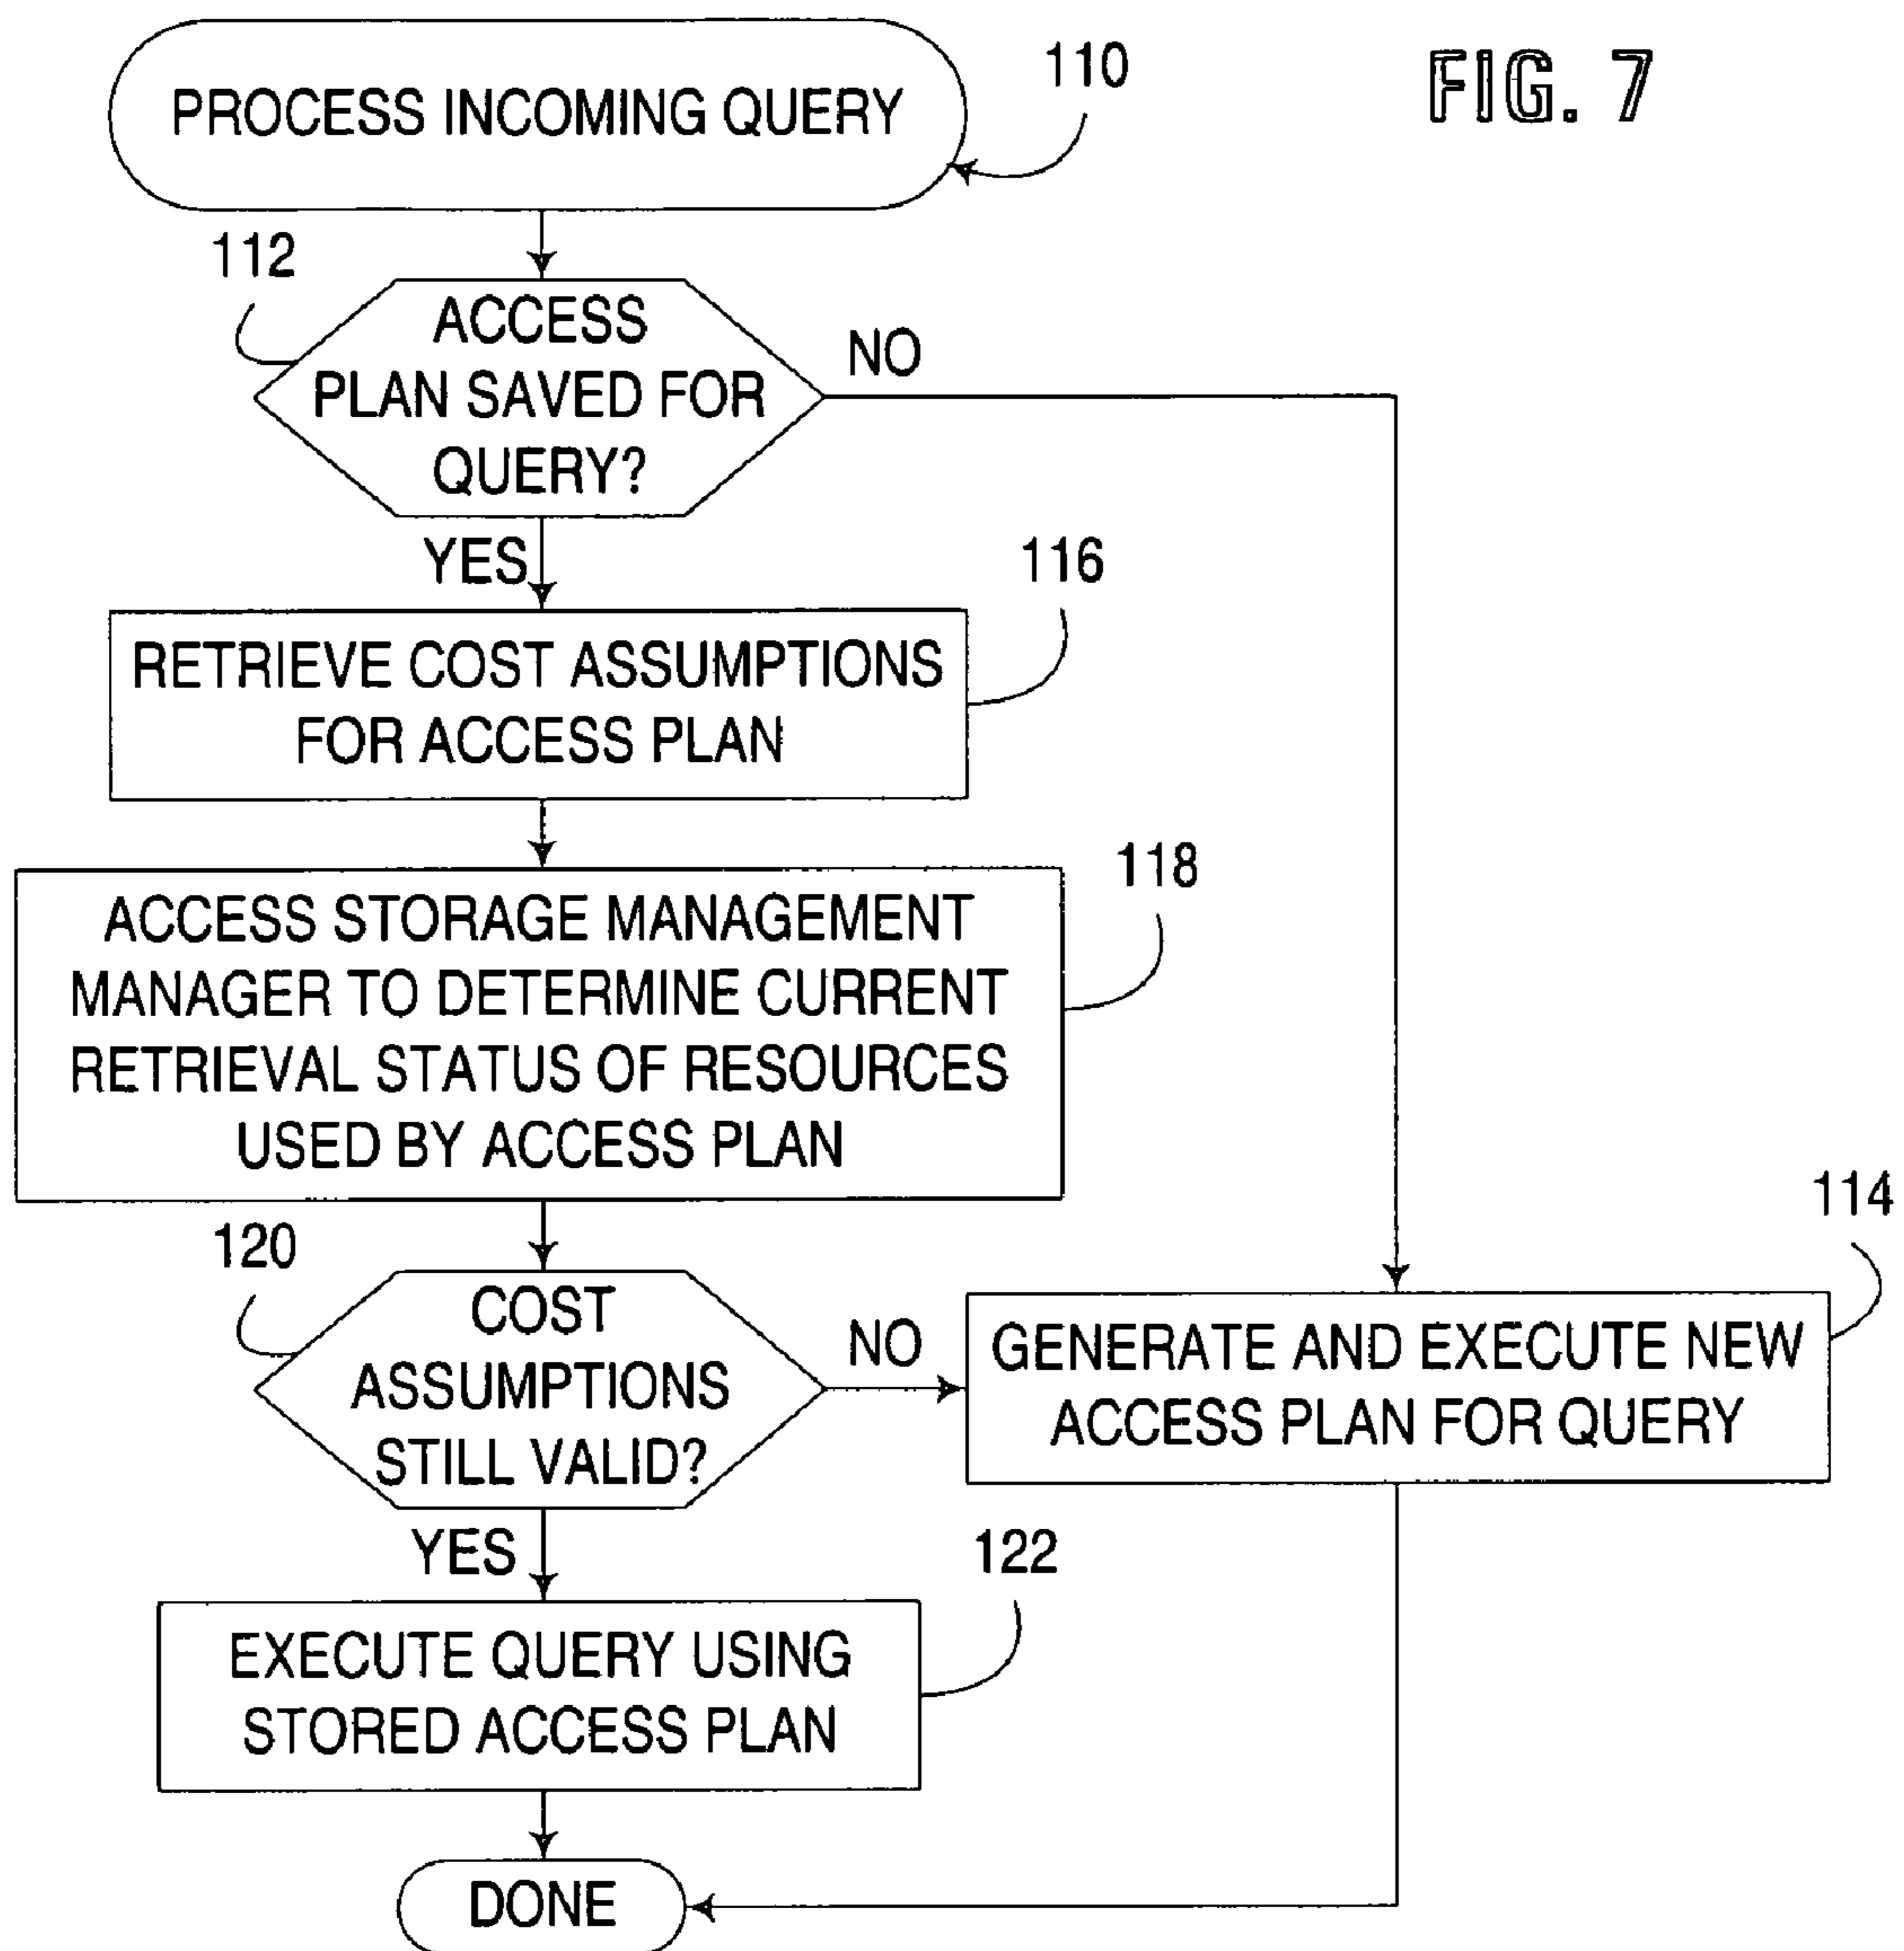 FIG. 7
110
PROCESS INCOMING QUERY
112
ACCESS
PLAN SAVED FOR
QUERY?
NO
YES
116
RETRIEVE COST ASSUMPTIONS
FOR ACCESS PLAN
118
ACCESS STORAGE MANAGEMENT
MANAGER TO DETERMINE CURRENT
RETRIEVAL STATUS OF RESOURCES
USED BY ACCESS PLAN
120
COST
ASSUMPTIONS
STILL VALID?
NO
114
GENERATE AND EXECUTE NEW
ACCESS PLAN FOR QUERY
YES
122
EXECUTE QUERY USING
STORED ACCESS PLAN
DONE